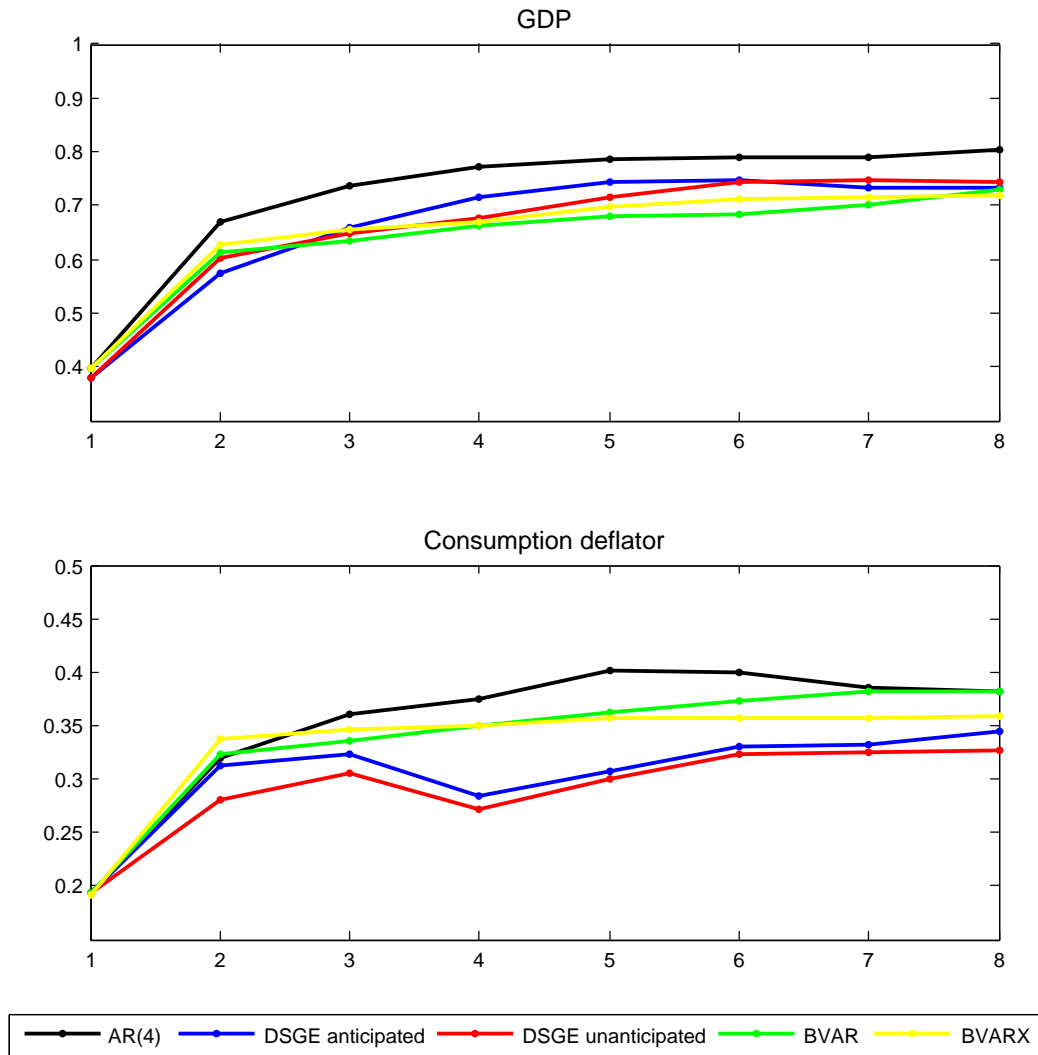 GDP
1
0.9
0.8
0.7
0.6
0.5
0.4
1 2 3 4 5 6 7 8
Consumption deflator
0.5
0.45
0.4
0.35
0.3
0.25
0.2
1 2 3 4 5 6 7 8
AR(4) DSGE anticipated DSGE unanticipated BVAR BVARX